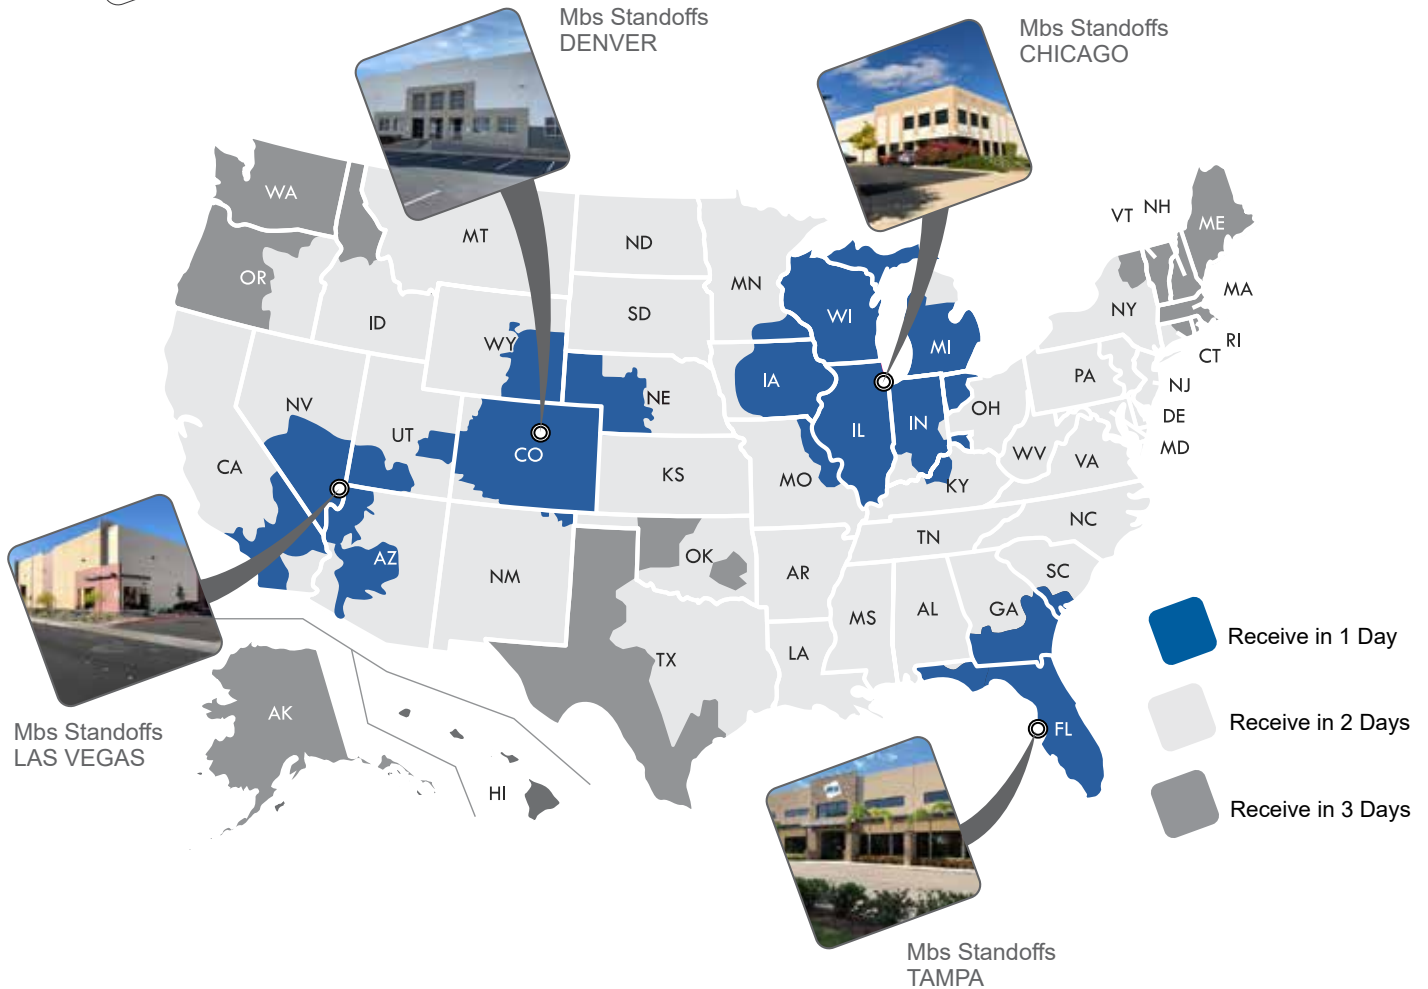 Mbs Standoffs
DENVER
Mbs Standoffs
CHICAGO
WA
MT
ND
MN
OR
ID
SD
WY
WI
MI
VT
NH
ME
MA
NY
RI
CT
NJ
PA
DE
MD
NV
UT
CO
NE
IA
IL
IN
OH
WV
VA
CA
KS
MO
KY
NC
TN
AZ
NM
OK
AR
SC
MS
AL
GA
TX
LA
FL
AK
HI
Mbs Standoffs
LAS VEGAS
Receive in 1 Day
Receive in 2 Days
Receive in 3 Days
Mbs Standoffs
TAMPA